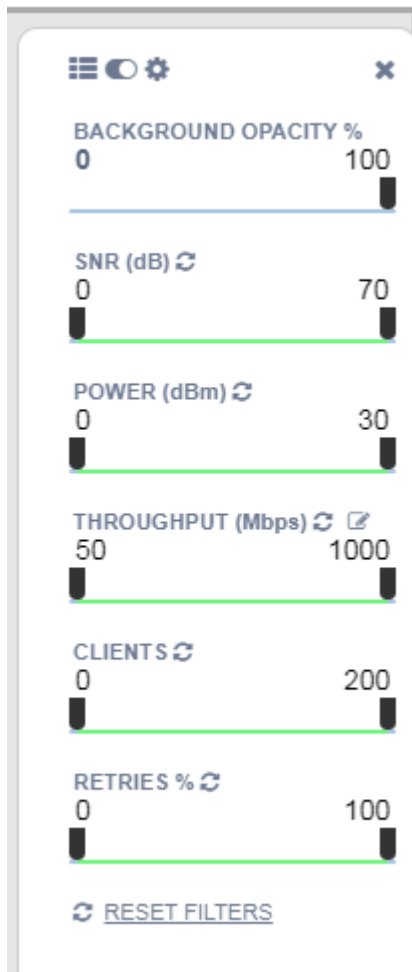 BACKGROUND OPACITY %
0 100
SNR (dB)
0 70
POWER (dBm)
0 30
THROUGHPUT (Mbps)
50 1000
CLIENTS
0 200
RETRIES %
0 100
RESET FILTERS